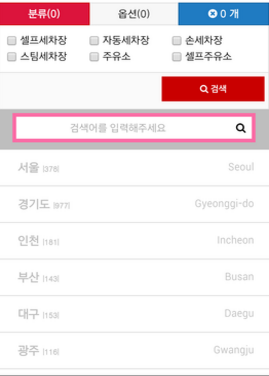 분류(0) 옵션(0) 0 개
셀프세차장 자동세차장 손세차장
스팀세차장 주유소 셀프주유소
검색
검색어를 입력해주세요
서울 (378) Seoul
경기도 (977) Gyeonggi-do
인천 (181) Incheon
부산 (143) Busan
대구 (153) Daegu
광주 (116) Gwangju